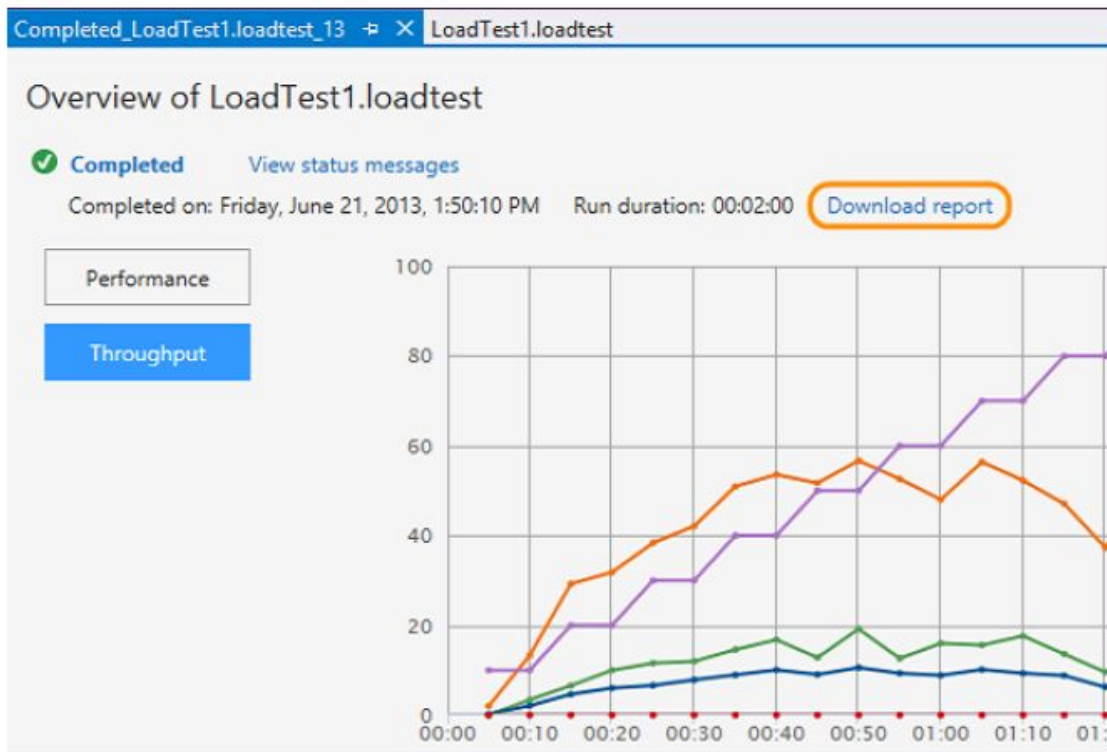 Completed_LoadTest1.loadtest_13 LoadTest1.loadtest
Overview of LoadTest1.loadtest
Completed View status messages
Completed on: Friday, June 21, 2013, 1:50:10 PM Run duration: 00:02:00 Download report
Performance
Throughput
100
80
60
40
20
0
00:00 00:10 00:20 00:30 00:40 00:50 01:00 01:10 01: